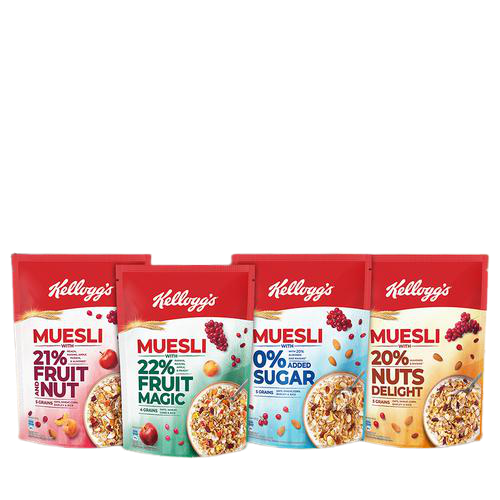 Kellogg's
MUESLI
WITH
21%
FRUIT
AND NUT
5 GRAINS
Kellogg's
MUESLI
WITH
22%
FRUIT
MAGIC
4 GRAINS
Kellogg's
MUESLI
WITH
0% ADDED
SUGAR
5 GRAINS
Kellogg's
MUESLI
WITH
20%
NUTS
DELIGHT
5 GRAINS